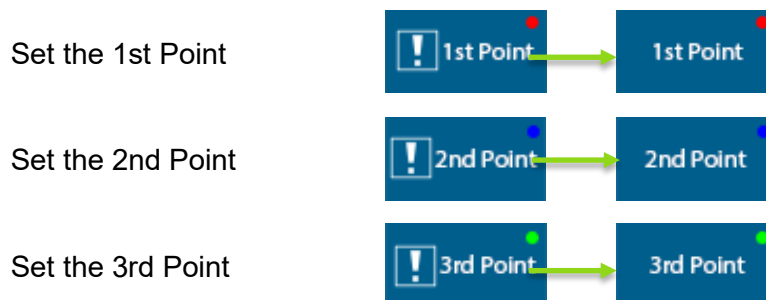 Set the 1st Point ! 1st Point 1st Point
Set the 2nd Point ! 2nd Point 2nd Point
Set the 3rd Point ! 3rd Point 3rd Point